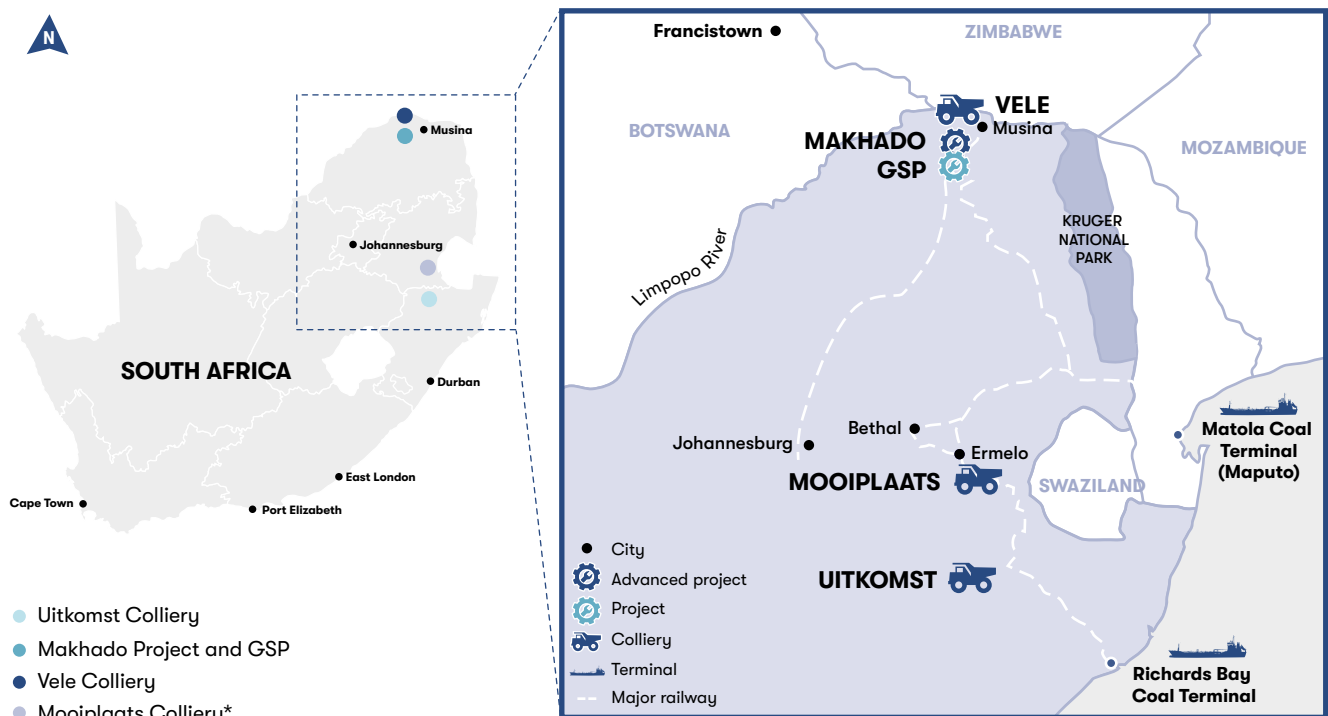 N
Musina
Johannesburg
SOUTH AFRICA
Durban
East London
Cape Town
Port Elizabeth
Uitkomst Colliery
Makhado Project and GSP
Vele Colliery
Mooiplaats Colliery*
Francistown
ZIMBABWE
BOTSWANA
VELE
Musina
MAKHADO
GSP
MOZAMBIQUE
KRUGER
NATIONAL
PARK
Limpopo River
Johannesburg
Bethal
Ermelo
MOOIPLAATS
SWAZILAND
Matola Coal
Terminal
(Maputo)
UITKOMST
Richards Bay
Coal Terminal
City
Advanced project
Project
Colliery
Terminal
Major railway